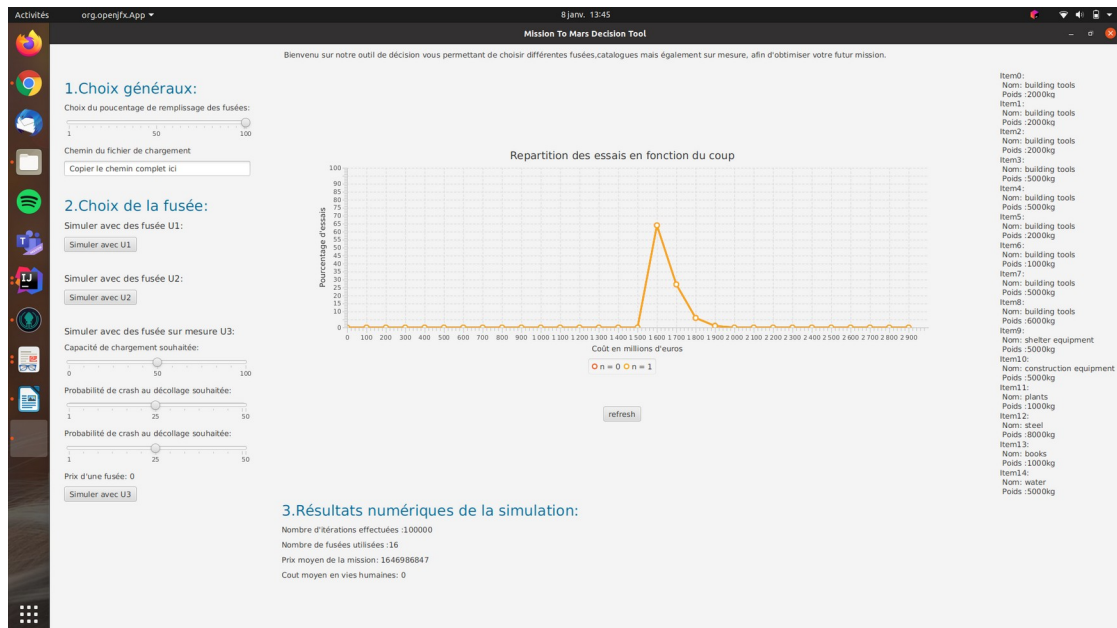 Activités
org.openjfx.App
8 janv. 13:45
Mission To Mars Decision Tool
Bienvenu sur notre outil de décision vous permettant de choisir différentes fusées,catalogues mais également sur mesure, afin d'obtimiser votre futur mission.
1.Choix généraux:
Choix du poucentage de remplissage des fusées:
1 50 100
Chemin du fichier de chargement
Copier le chemin complet ici
2.Choix de la fusée:
Simuler avec des fusée U1:
Simuler avec U1
Simuler avec des fusée U2:
Simuler avec U2
Simuler avec des fusée sur mesure U3:
Capacité de chargement souhaitée:
0 50 100
Probabilité de crash au décollage souhaitée:
1 25 50
Probabilité de crash au décollage souhaitée:
1 25 50
Prix d'une fusée: 0
Simuler avec U3
Repartition des essais en fonction du coup
Pourcentage d'essais
100
90
85
80
75
70
65
60
55
50
45
40
35
30
25
20
15
10
0
0 100 200 300 400 500 600 700 800 900 1 000 1 100 1 200 1 300 1 400 1 500 1 600 1 700 1 800 1 900 2 000 2 100 2 200 2 300 2 400 2 500 2 600 2 700 2 800 2 900
Coût en millions d'euros
n = 0 n = 1
refresh
3.Résultats numériques de la simulation:
Nombre d'itérations effectuées :100000
Nombre de fusées utilisées :16
Prix moyen de la mission: 1646986847
Cout moyen en vies humaines: 0
Item0:
Nom: building tools
Poids :2000kg
Item1:
Nom: building tools
Poids :2000kg
Item2:
Nom: building tools
Poids :2000kg
Item3:
Nom: building tools
Poids :5000kg
Item4:
Nom: building tools
Poids :5000kg
Item5:
Nom: building tools
Poids :2000kg
Item6:
Nom: building tools
Poids :1000kg
Item7:
Nom: building tools
Poids :5000kg
Item8:
Nom: building tools
Poids :6000kg
Item9:
Nom: shelter equipment
Poids :5000kg
Item10:
Nom: construction equipment
Poids :5000kg
Item11:
Nom: plants
Poids :1000kg
Item12:
Nom: steel
Poids :8000kg
Item13:
Nom: books
Poids :1000kg
Item14:
Nom: water
Poids :5000kg